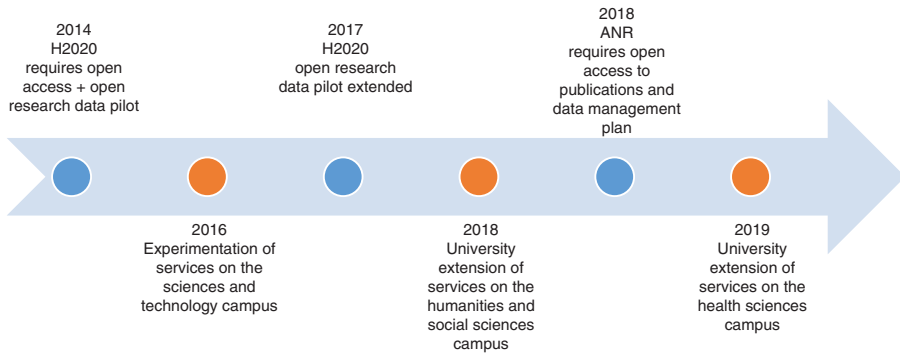 2014
H2020
requires open
access + open
research data pilot
2016
Experimentation of
services on the
sciences and
technology campus
2017
H2020
open research
data pilot extended
2018
University
extension of
services on the
humanities and
social sciences
campus
2018
ANR
requires open
access to
publications and
data management
plan
2019
University
extension of
services on the
health sciences
campus